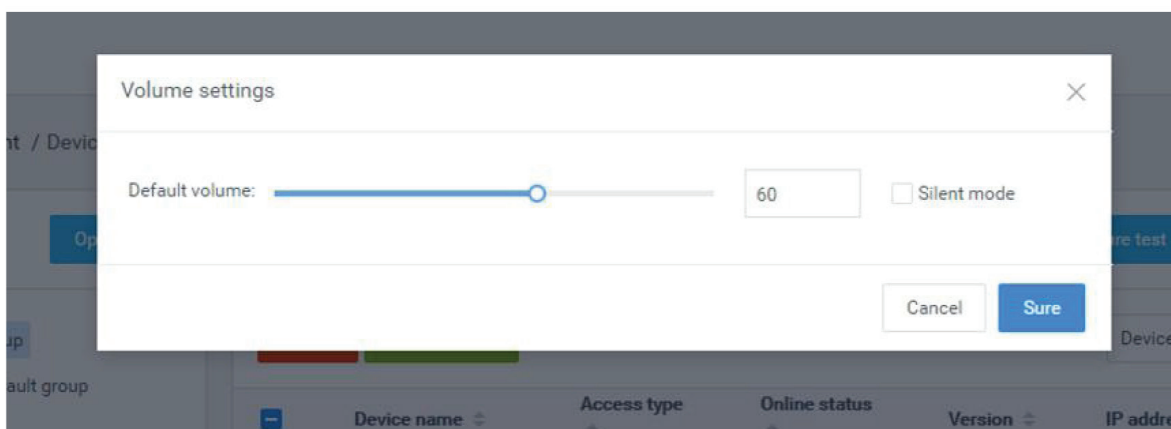 Volume settings
nt / Devic
Default volume:
60
Silent mode
Op
re test
Cancel
Sure
up
Device
ault group
Device name
Access type
Online status
Version
IP addre